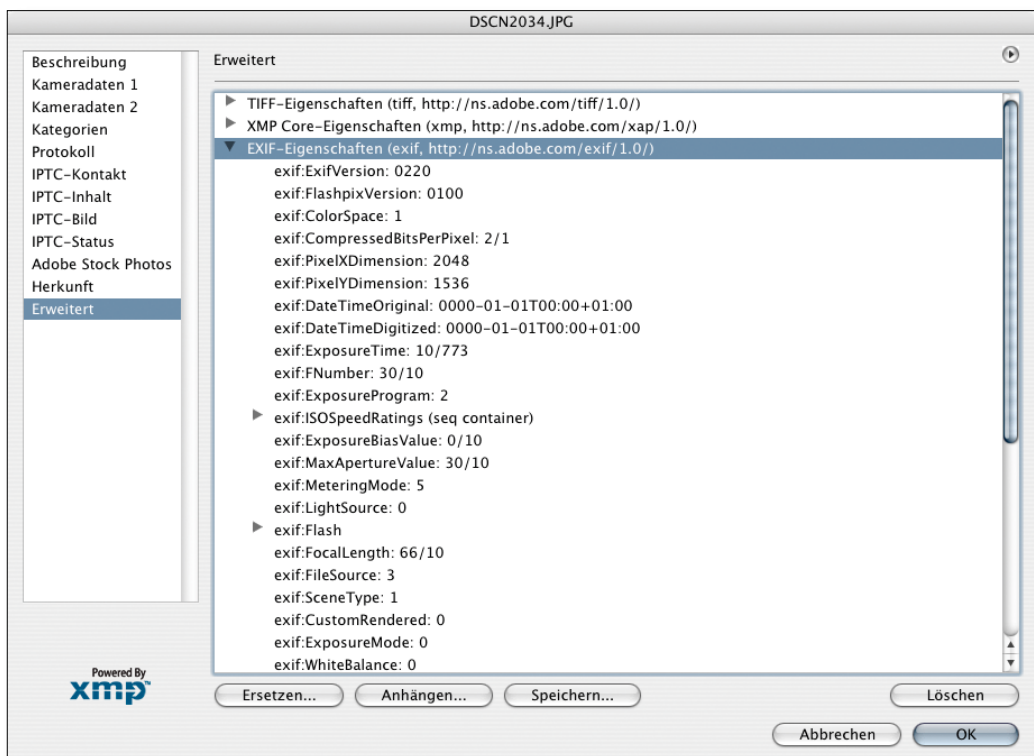 DSCN2034.JPG
Beschreibung
Kameradaten 1
Kameradaten 2
Kategorien
Protokoll
IPTC-Kontakt
IPTC-Inhalt
IPTC-Bild
IPTC-Status
Adobe Stock Photos
Herkunft
Erweitert
Erweitert
TIFF-Eigenschaften (tiff, http://ns.adobe.com/tiff/1.0/)
XMP Core-Eigenschaften (xmp, http://ns.adobe.com/xap/1.0/)
EXIF-Eigenschaften (exif, http://ns.adobe.com/exif/1.0/)
exif:ExifVersion: 0220
exif:FlashpixVersion: 0100
exif:ColorSpace: 1
exif:CompressedBitsPerPixel: 2/1
exif:PixelXDimension: 2048
exif:PixelYDimension: 1536
exif:DateTimeOriginal: 0000-01-01T00:00+01:00
exif:DateTimeDigitized: 0000-01-01T00:00+01:00
exif:ExposureTime: 10/773
exif:FNumber: 30/10
exif:ExposureProgram: 2
exif:ISOSpeedRatings (seq container)
exif:ExposureBiasValue: 0/10
exif:MaxApertureValue: 30/10
exif:MeteringMode: 5
exif:LightSource: 0
exif:Flash
exif:FocalLength: 66/10
exif:FileSource: 3
exif:SceneType: 1
exif:CustomRendered: 0
exif:ExposureMode: 0
exif:WhiteBalance: 0
Powered By
xmp™
Ersetzen... Anhängen... Speichern... Löschen
Abbrechen OK